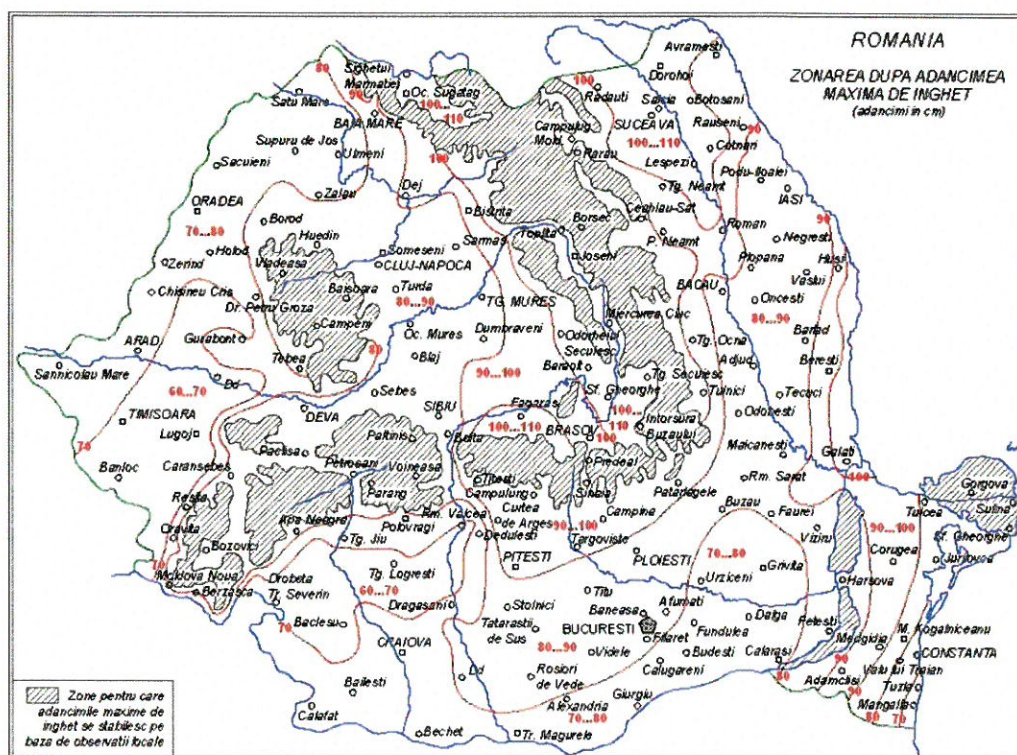 ROMANIA
ZONAREA DUPA ADANCIMEA
MAXIMA DE INGHET
(adancimi in cm)
Avramesti
Dorohoi
80
Sighetul
Marmatiei
90
Oc. Sugatag
100...
110
100
Radauti
Salcia
Botosani
Satu Mare
BAIA MARE
SUCEAVA
Rauseni
90
Campulug
Mold.
100...110
Cotnari
Supuru de Jos
Ulmeni
100
Rarau
Lespezi
Podu-Iloaiei
Sacuieni
IASI
Zalau
Dej
Tg. Neamt
ORADEA
Bistrita
Ceahlau-Sat
90
70...80
Borod
Borsec
Roman
Huedin
Sarmas
Toplita
P. Neamt
Negresti
Holod
Someseni
Joseni
Plopana
Husi
Zerind
Vladeasa
CLUJ-NAPOCA
Vaslui
Chisineu Cris
Baisoara
Turda
BACAU
Oncesti
Dr. Petru Groza
80...90
TG. MURES
80...90
Campeni
Oc. Mures
Dumbraveni
Miercurea Ciuc
Barlad
Gurahont
Odorheiul
Secuiesc
Tg. Ocna
ARAD
80
Blaj
Adjud
Beresti
Tebea
Baraolt
Sannicolau Mare
90...100
Tg. Secuiesc
60...70
Sebes
Sf. Gheorghe
Tulnici
Tecuci
DEVA
SIBIU
Fagaras
100...
110
Odobesti
TIMISOARA
100...110
BRASOV
Intorsura
Buzaului
Lugoj
Paltinis
Boita
100
Maicanesti
70
Paclisa
Predeal
Galati
Banloc
Caransebes
Petrosani
Voineasa
100
Rm. Sarat
Gorgova
Titesti
Sinaia
Patarlagele
Resita
Parang
Campulung
Buzau
Tulcea
Sulina
Rm. Valcea
Curtea
de Arges
90...100
Campina
Faurei
90...100
Oravita
Apa Neagra
Polovragi
Sf. Gheorghe
Tg. Jiu
Dedulesti
Targoviste
Viziru
Corugea
Bozovici
PITESTI
PLOIESTI
70...80
Jurilovca
70
Moldova Noua
Drobeta
Tr. Severin
Tg. Logresti
Urziceni
Grivita
Harsova
Berzasca
60...70
Titu
Dragasani
Stolnici
Baneasa
Afumati
70
Baclesu
Tatarastii
de Sus
BUCURESTI
Dalga
Fetesti
M. Kogalniceanu
CRAIOVA
Filaret
Fundulea
Medgidia
80...90
Videle
Budesti
Calarasi
CONSTANTA
90
Rosiori
de Vede
Calugareni
80
Adamclisi
Valu lui Traian
Bailesti
90
Tuzla
Alexandria
Giurgiu
Mangalia
Calafat
70...80
80
70
Bechet
Tr. Magurele
Zone pentru care
adancimile maxime de
inghet se stabilesc pe
baza de observatii locale